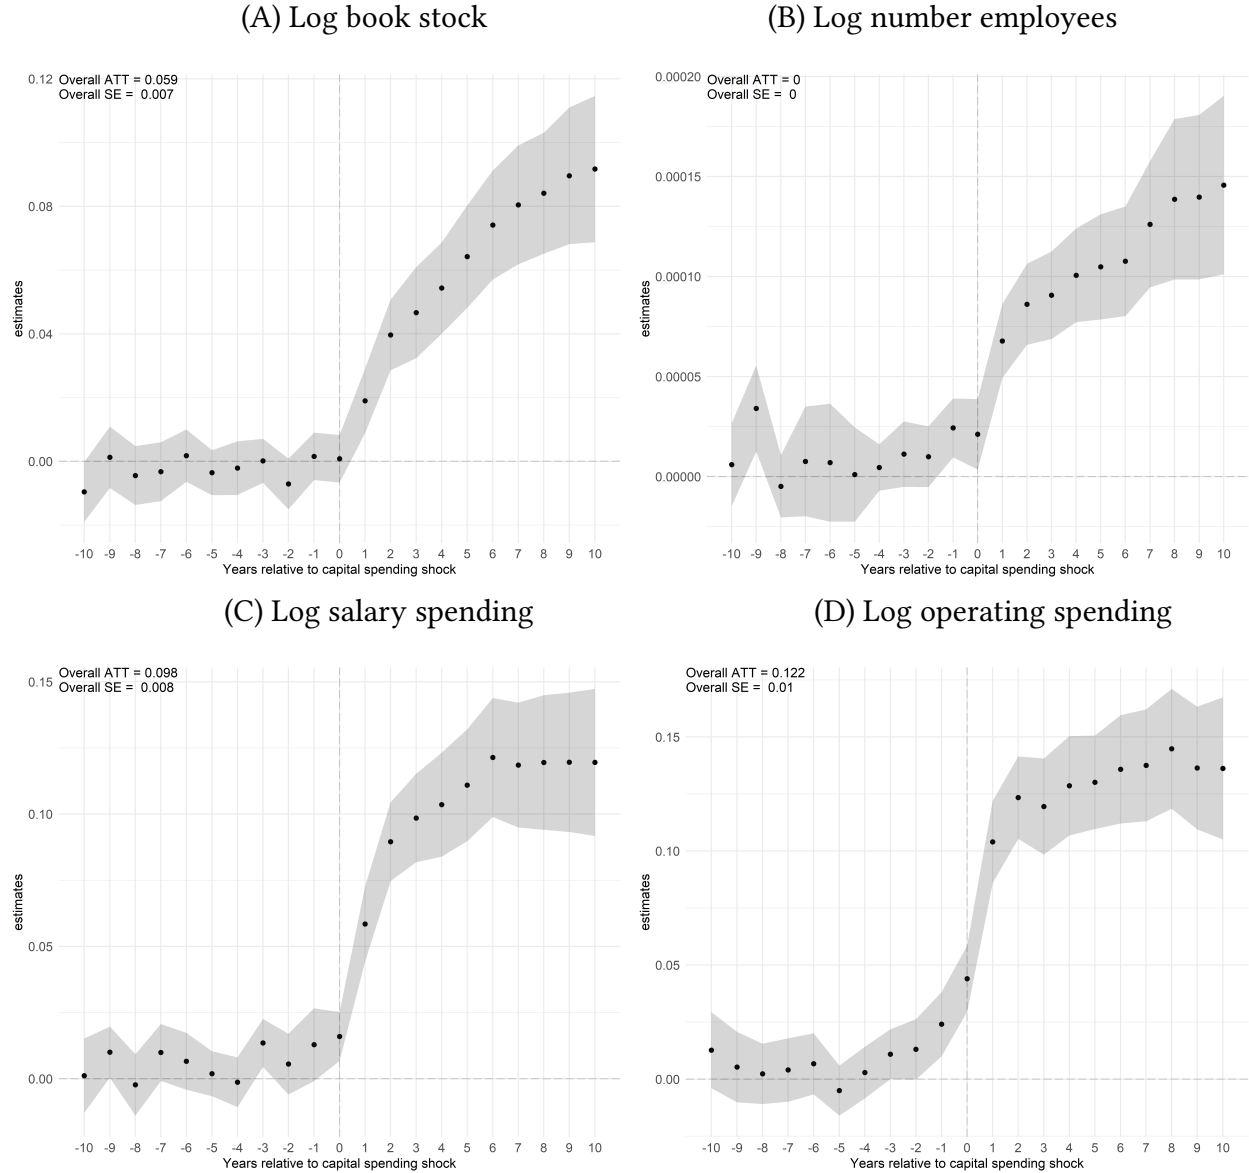 (A) Log book stock
0.12
Overall ATT = 0.059
Overall SE =  0.007
0.08
0.04
0.00
estimates
-10 -9 -8 -7 -6 -5 -4 -3 -2 -1 0 1 2 3 4 5 6 7 8 9 10
Years relative to capital spending shock
(B) Log number employees
0.00020
Overall ATT = 0
Overall SE =  0
0.00015
0.00010
0.00005
0.00000
estimates
-10 -9 -8 -7 -6 -5 -4 -3 -2 -1 0 1 2 3 4 5 6 7 8 9 10
Years relative to capital spending shock
(C) Log salary spending
Overall ATT = 0.098
Overall SE =  0.008
0.15
0.10
0.05
0.00
estimates
-10 -9 -8 -7 -6 -5 -4 -3 -2 -1 0 1 2 3 4 5 6 7 8 9 10
Years relative to capital spending shock
(D) Log operating spending
Overall ATT = 0.122
Overall SE =  0.01
0.15
0.10
0.05
0.00
estimates
-10 -9 -8 -7 -6 -5 -4 -3 -2 -1 0 1 2 3 4 5 6 7 8 9 10
Years relative to capital spending shock